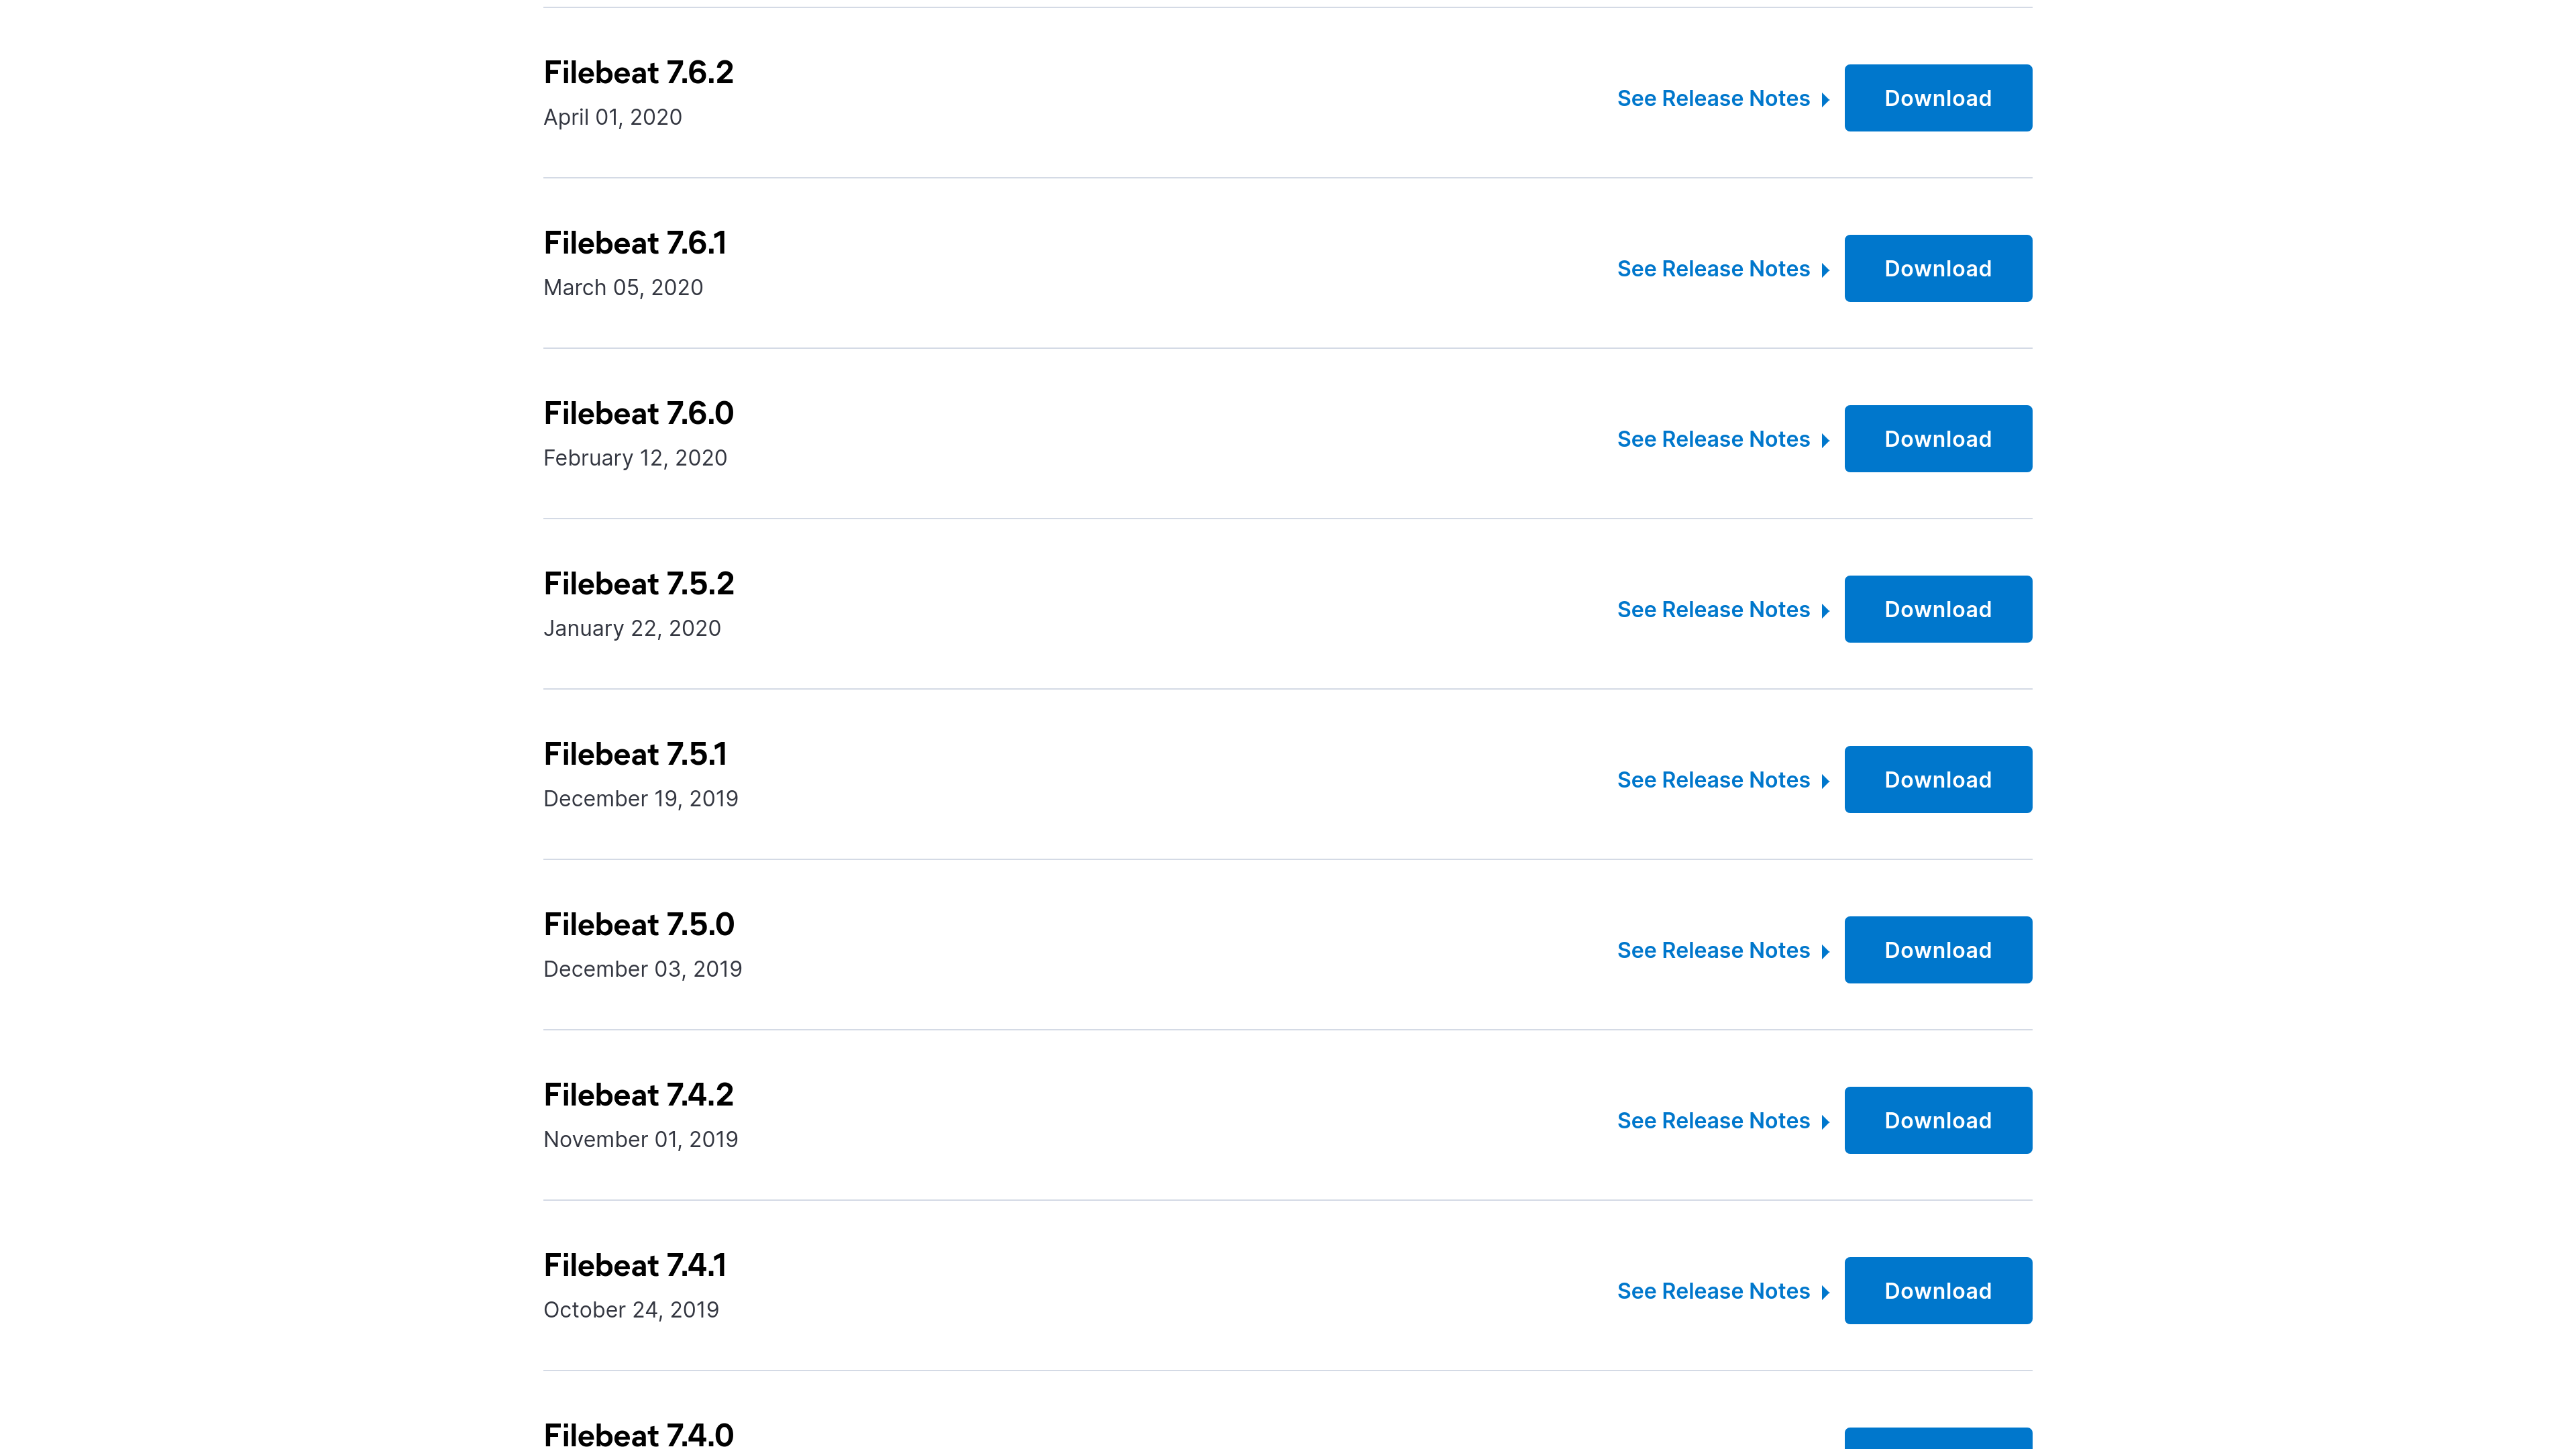 Filebeat 7.6.2
April 01, 2020
See Release Notes
Download
Filebeat 7.6.1
March 05, 2020
See Release Notes
Download
Filebeat 7.6.0
February 12, 2020
See Release Notes
Download
Filebeat 7.5.2
January 22, 2020
See Release Notes
Download
Filebeat 7.5.1
December 19, 2019
See Release Notes
Download
Filebeat 7.5.0
December 03, 2019
See Release Notes
Download
Filebeat 7.4.2
November 01, 2019
See Release Notes
Download
Filebeat 7.4.1
October 24, 2019
See Release Notes
Download
Filebeat 7.4.0